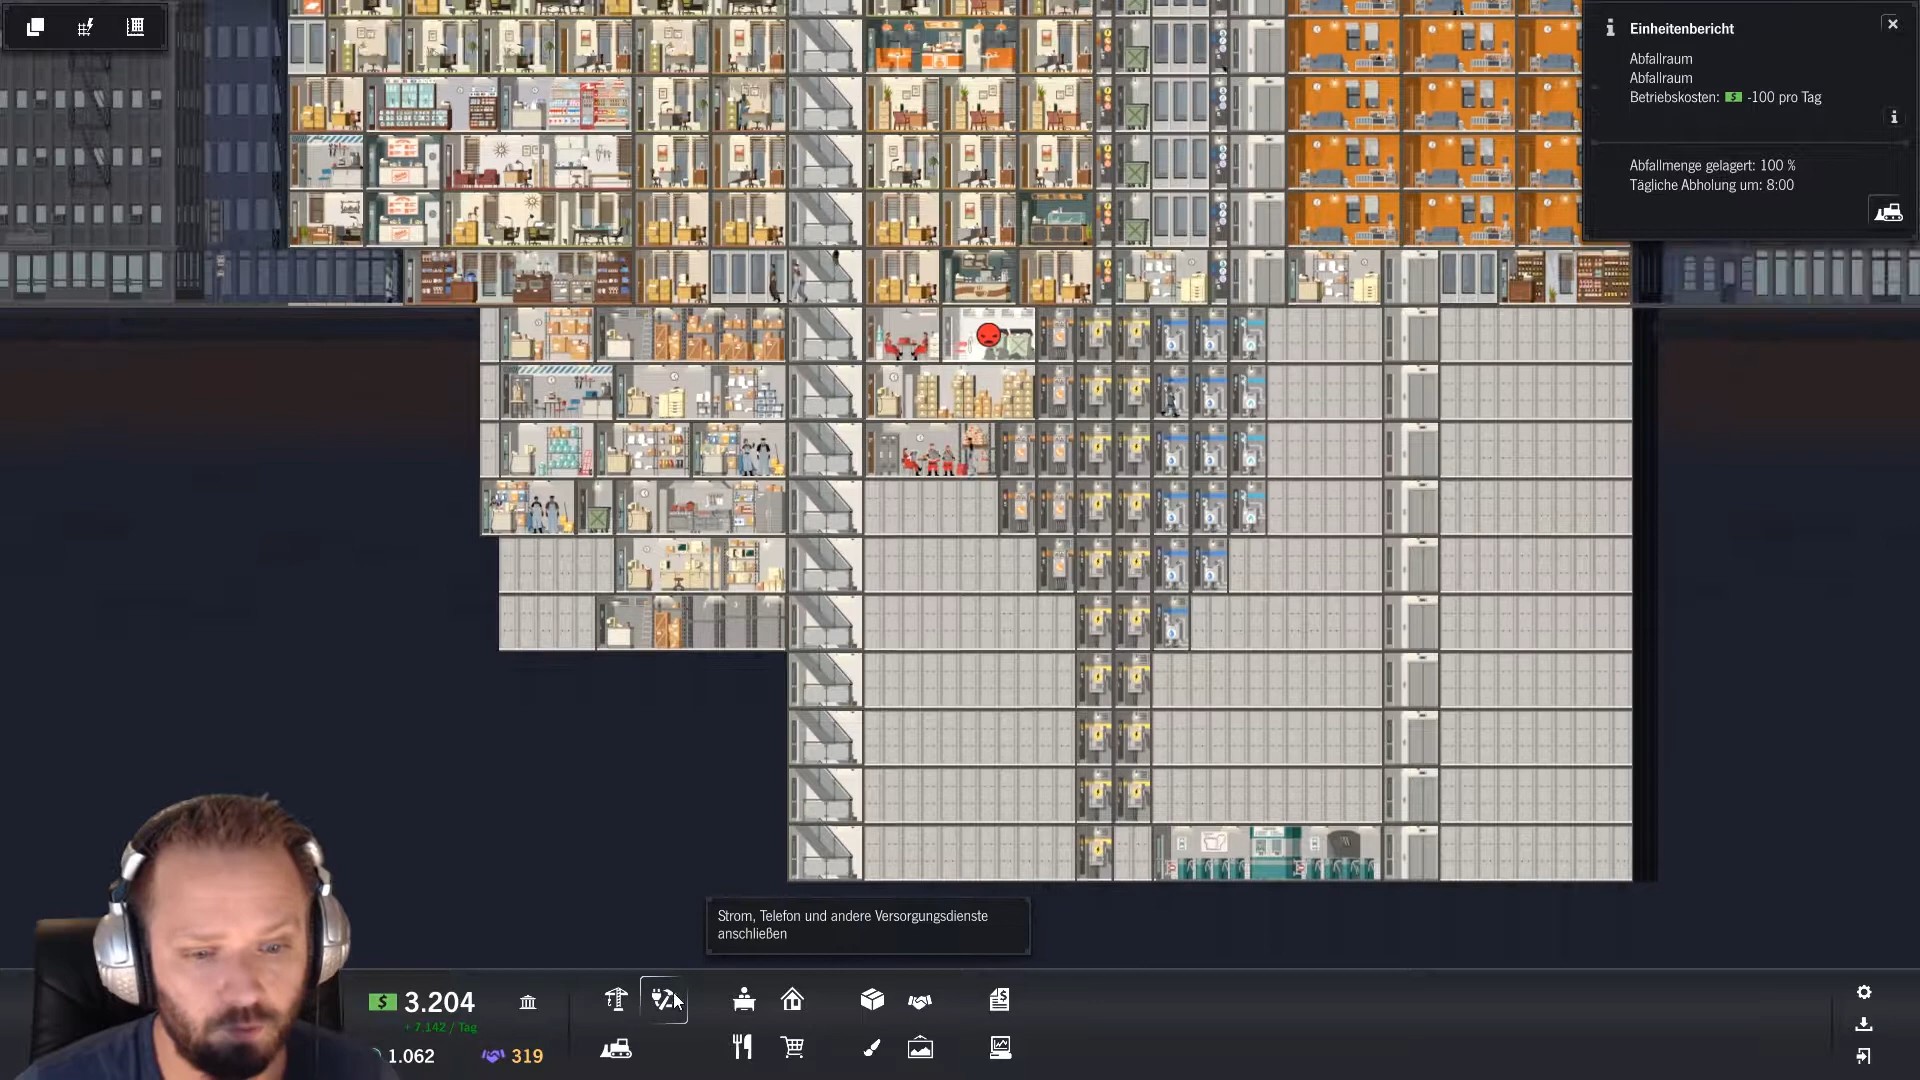 Einheitenbericht
Abfallraum
Abfallraum
Betriebskosten: $ -100 pro Tag
Abfallmenge gelagert: 100 %
Tägliche Abholung um: 8:00
Strom, Telefon und andere Versorgungsdienste
anschließen
$ 3.204
+ 7.142 / Tag
1.062
319